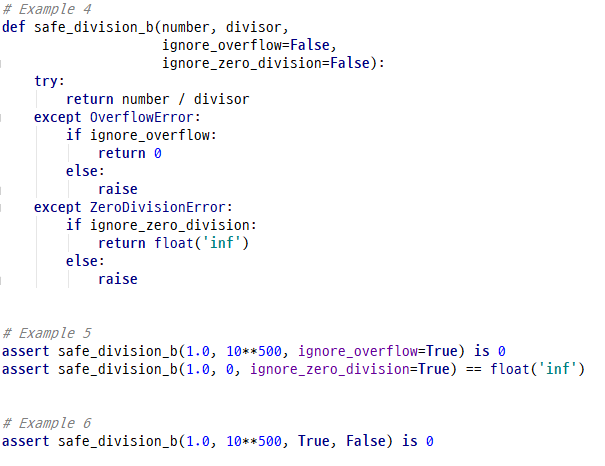 # Example 4
def safe_division_b(number, divisor,
                    ignore_overflow=False,
                    ignore_zero_division=False):
    try:
        return number / divisor
    except OverflowError:
        if ignore_overflow:
            return 0
        else:
            raise
    except ZeroDivisionError:
        if ignore_zero_division:
            return float('inf')
        else:
            raise
# Example 5
assert safe_division_b(1.0, 10**500, ignore_overflow=True) is 0
assert safe_division_b(1.0, 0, ignore_zero_division=True) == float('inf')
# Example 6
assert safe_division_b(1.0, 10**500, True, False) is 0